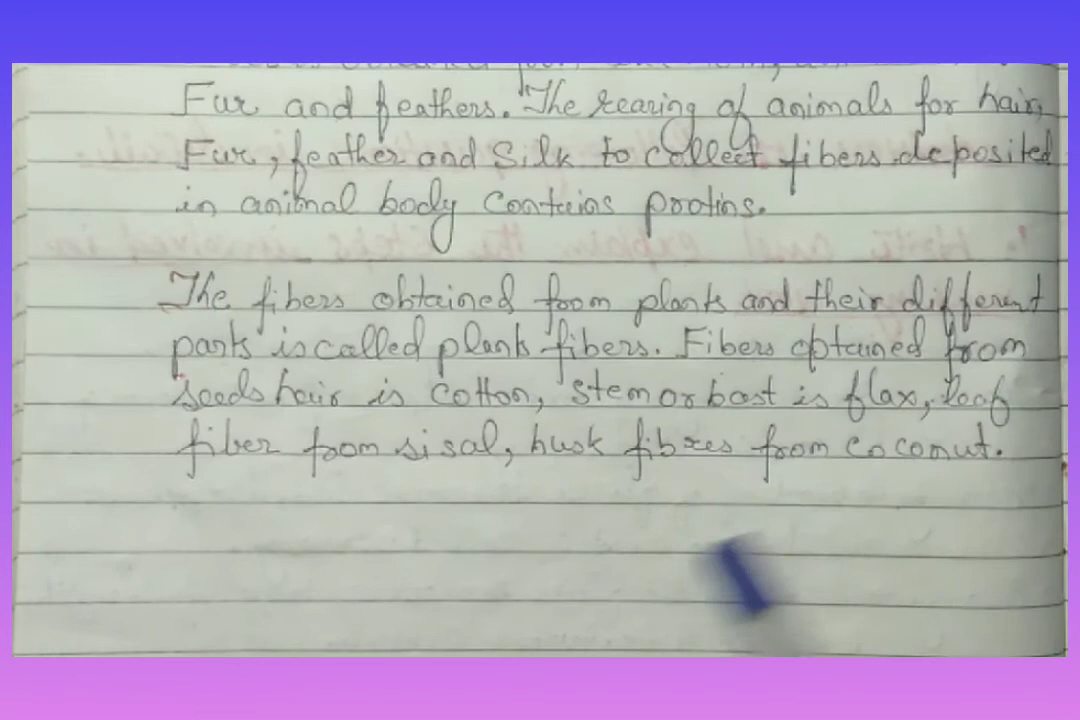 Fur and feathers. The rearing of animals for hair,
Fur, feather and Silk to collect fibers deposited
in animal body contains protins.
The fibers obtained from plants and their different
parts is called plants fibers. Fibers obtained from
seeds hair is cotton, stem or bast is flax, leaf
fiber from sisal, husk fibres from coconut.